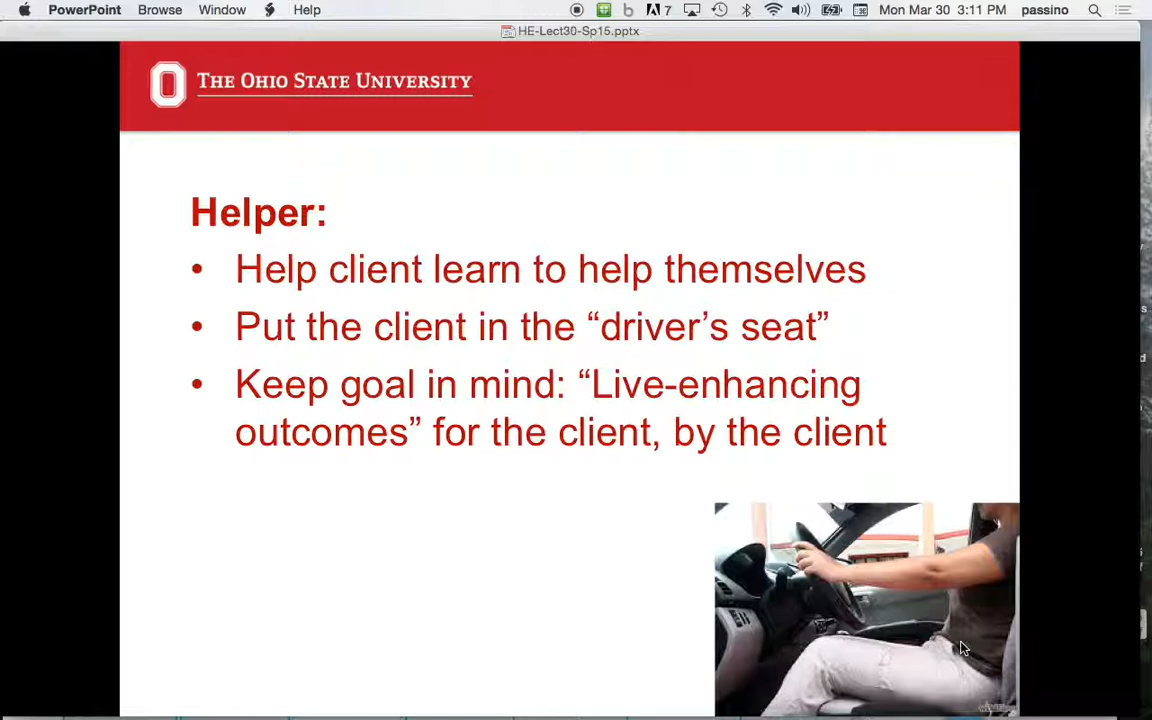 PowerPoint Browse Window Help 7 Mon Mon 30 3:11 PM passino
HE-Lect30-Sp15.pptx
THE OHIO STATE UNIVERSITY
Helper:
• Help client learn to help themselves
• Put the client in the “driver’s seat”
• Keep goal in mind: “Live-enhancing
outcomes” for the client, by the client